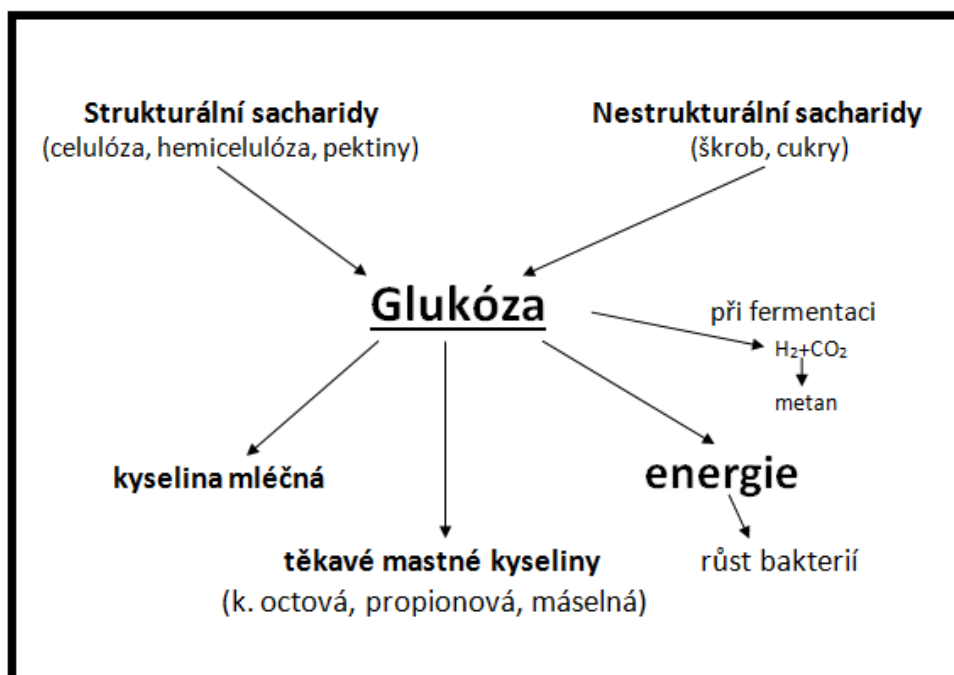 Strukturální sacharidy
(celulóza, hemicelulóza, pektiny)
Nestrukturální sacharidy
(škrob, cukry)
Glukóza
při fermentaci
H₂+CO₂
metan
kyselina mléčná
energie
těkavé mastné kyseliny
(k. octová, propionová, máselná)
růst bakterií